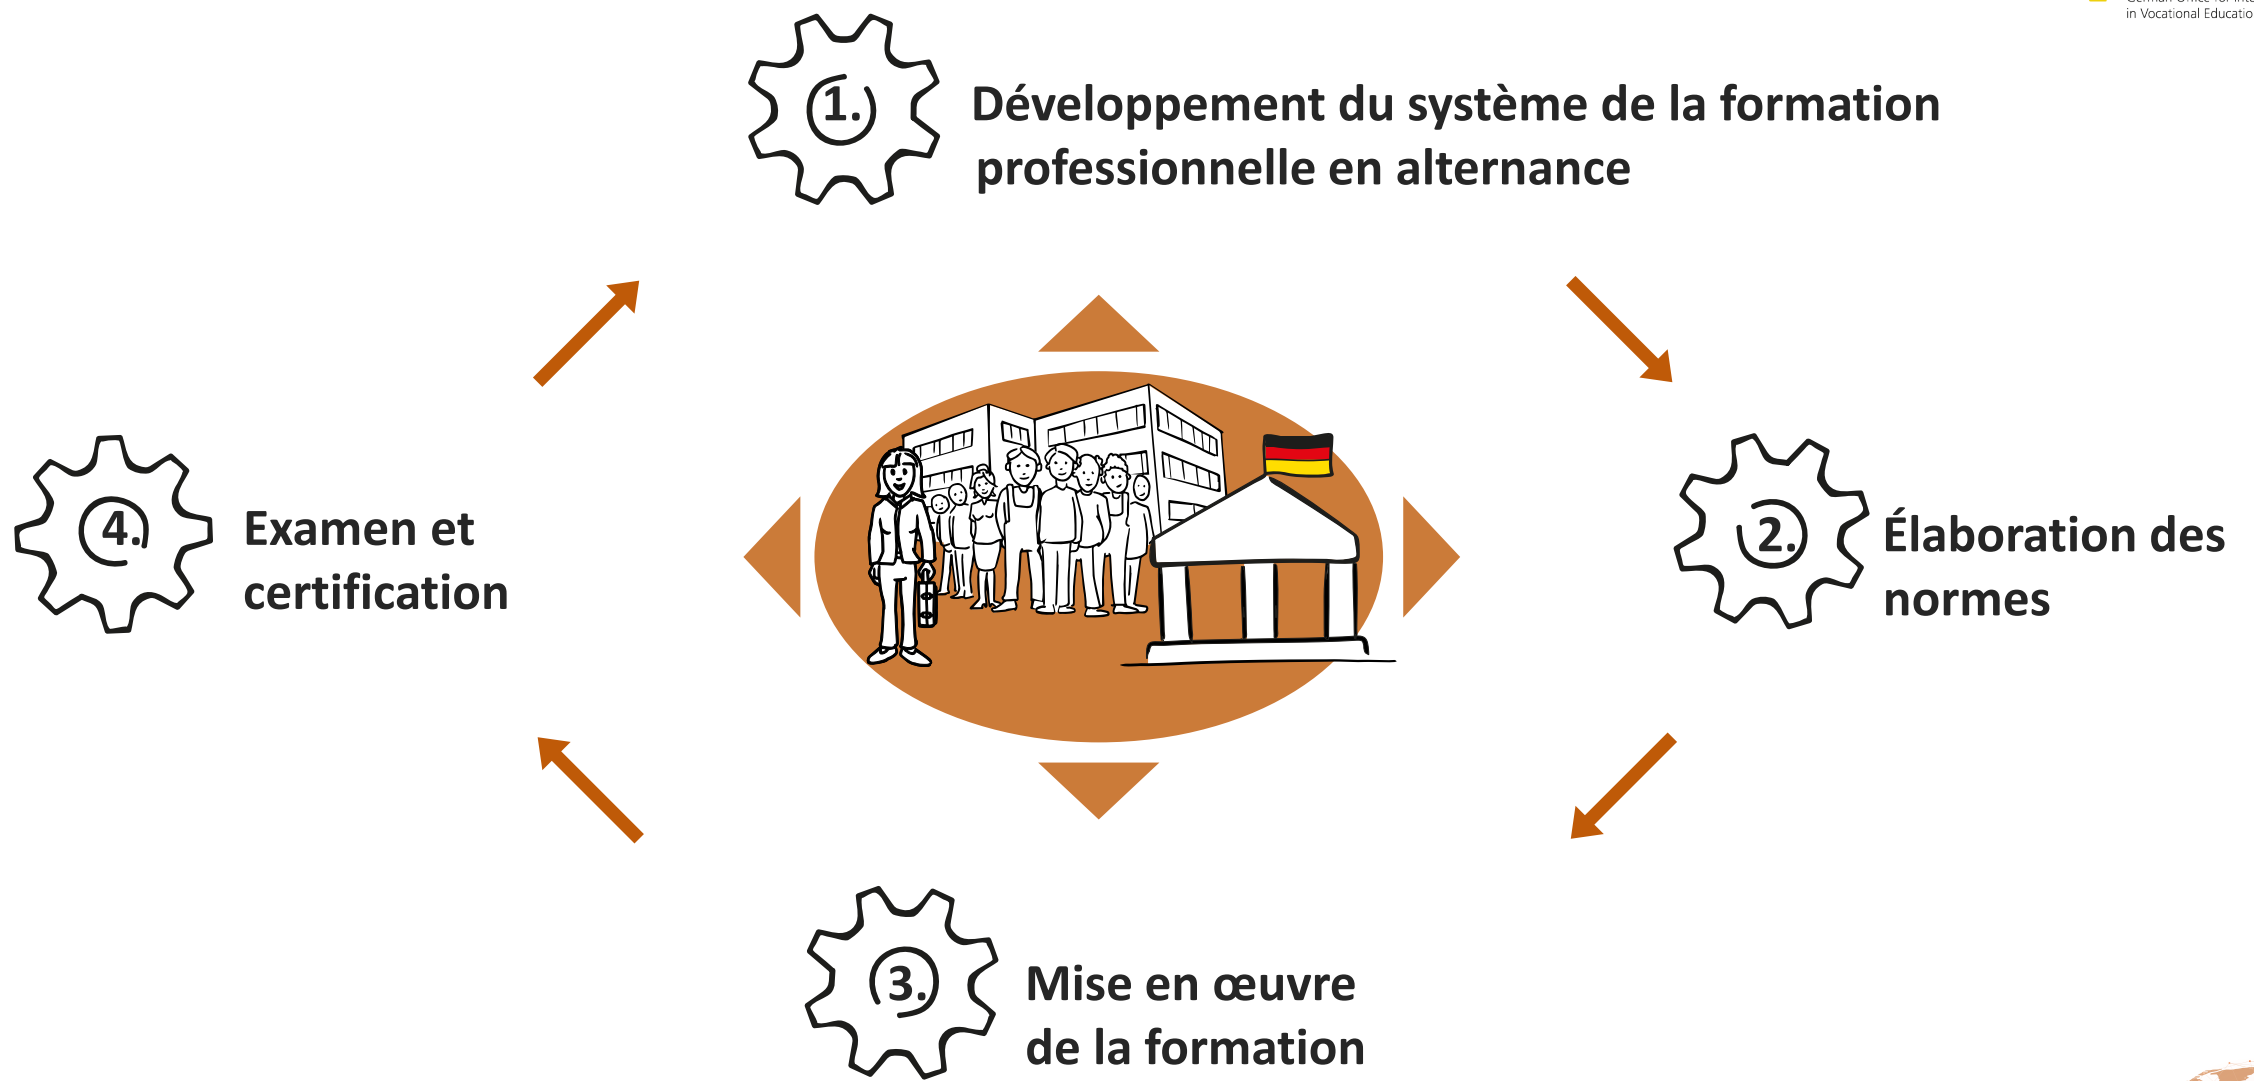 in Vocational Educatio
1.
Développement du système de la formation
professionnelle en alternance
2.
Élaboration des
normes
3.
Mise en œuvre
de la formation
4.
Examen et
certification